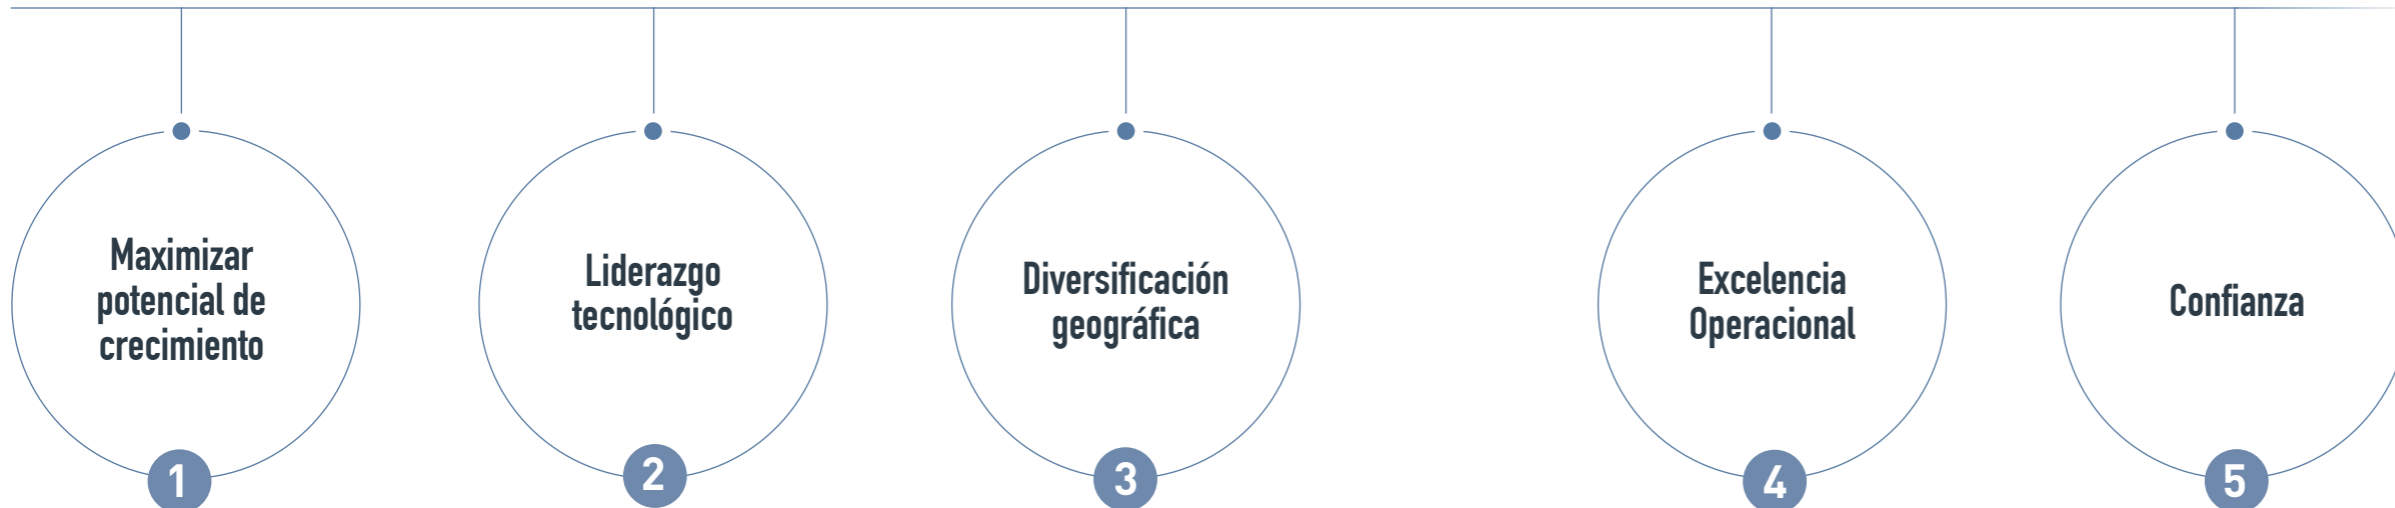 Maximizar
potencial de
crecimiento
1
Liderazgo
tecnológico
2
Diversificación
geográfica
3
Excelencia
Operacional
4
Confianza
5